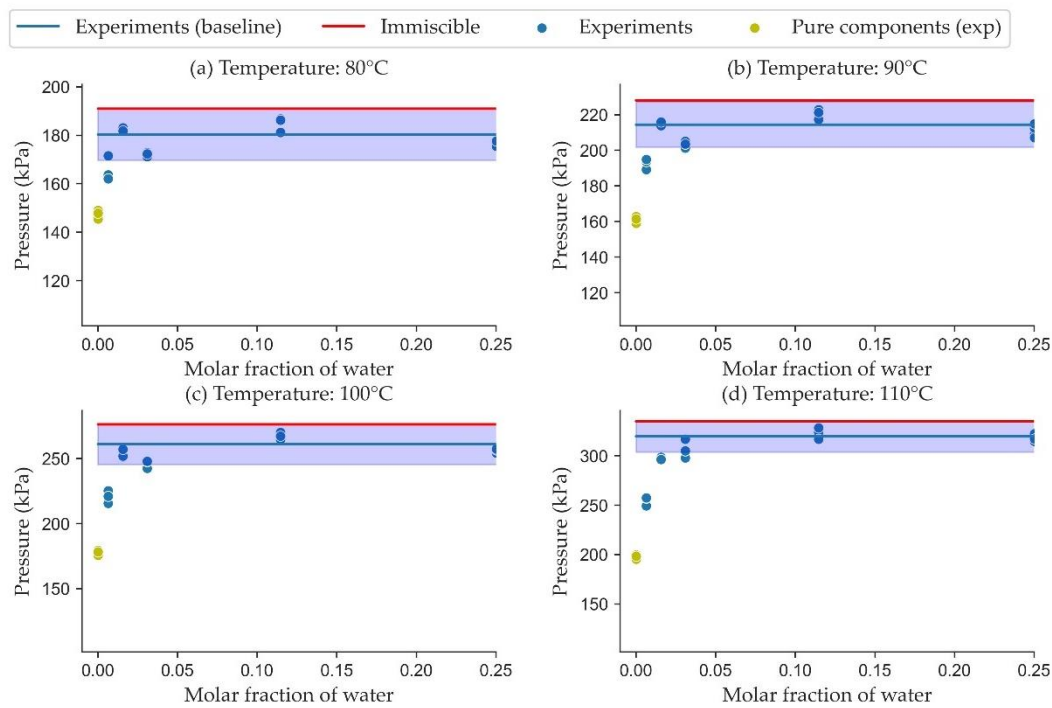 Experiments (baseline) Immiscible Experiments Pure components (exp)
(a) Temperature: 80°C
200
180
160
140
120
Pressure (kPa)
0.00 0.05 0.10 0.15 0.20 0.25
Molar fraction of water
(b) Temperature: 90°C
220
200
180
160
140
120
Pressure (kPa)
0.00 0.05 0.10 0.15 0.20 0.25
Molar fraction of water
(c) Temperature: 100°C
250
200
150
Pressure (kPa)
0.00 0.05 0.10 0.15 0.20 0.25
Molar fraction of water
(d) Temperature: 110°C
300
250
200
150
Pressure (kPa)
0.00 0.05 0.10 0.15 0.20 0.25
Molar fraction of water